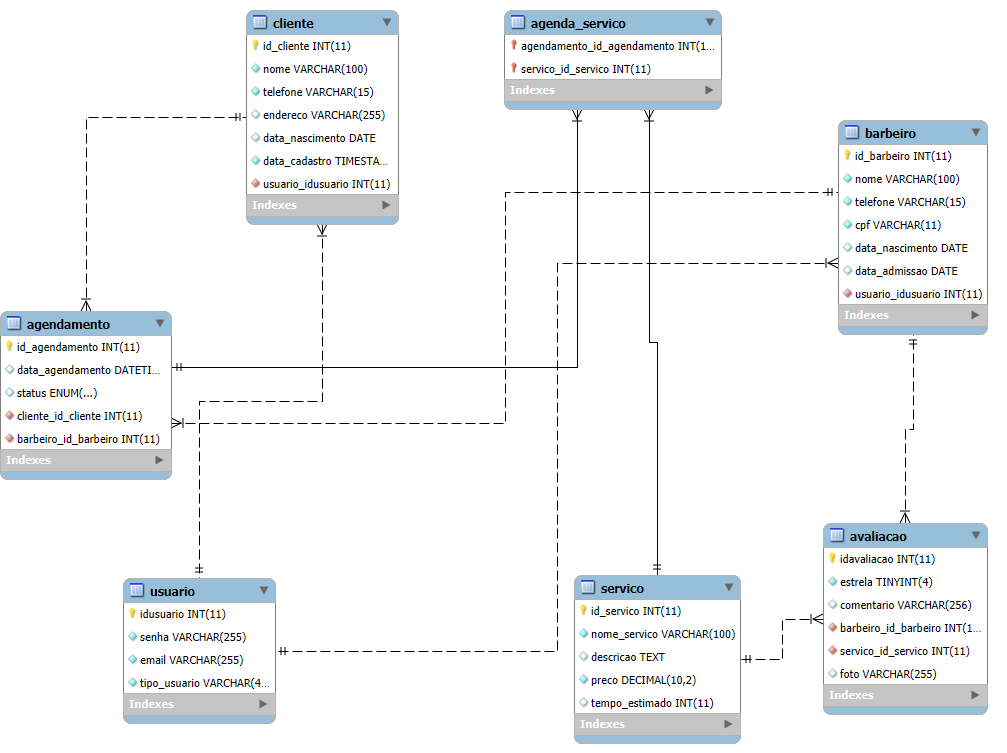 cliente
id_cliente INT(11)
nome VARCHAR(100)
telefone VARCHAR(15)
endereco VARCHAR(255)
data_nascimento DATE
data_cadastro TIMESTA...
usuario_idusuario INT(11)
Indexes
agenda_servico
agendamento_id_agendamento INT(1...
servico_id_servico INT(11)
Indexes
barbeiro
id_barbeiro INT(11)
nome VARCHAR(100)
telefone VARCHAR(15)
cpf VARCHAR(11)
data_nascimento DATE
data_admissao DATE
usuario_idusuario INT(11)
Indexes
agendamento
id_agendamento INT(11)
data_agendamento DATETI...
status ENUM(...)
cliente_id_cliente INT(11)
barbeiro_id_barbeiro INT(11)
Indexes
usuario
idusuario INT(11)
senha VARCHAR(255)
email VARCHAR(255)
tipo_usuario VARCHAR(4...
Indexes
servico
id_servico INT(11)
nome_servico VARCHAR(100)
descricao TEXT
preco DECIMAL(10,2)
tempo_estimado INT(11)
Indexes
avaliacao
idavaliacao INT(11)
estrela TINYINT(4)
comentario VARCHAR(256)
barbeiro_id_barbeiro INT(1...
servico_id_servico INT(11)
foto VARCHAR(255)
Indexes